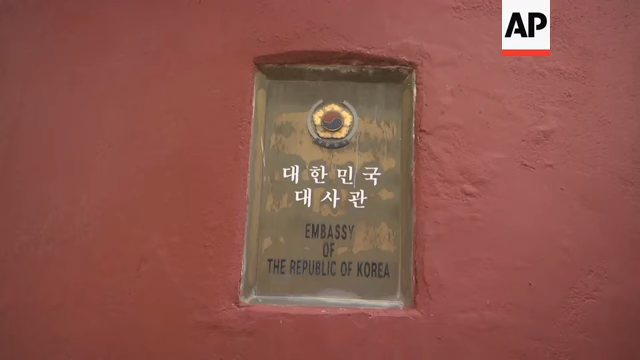 AP
대한민국
대사관
EMBASSY
OF
THE REPUBLIC OF KOREA